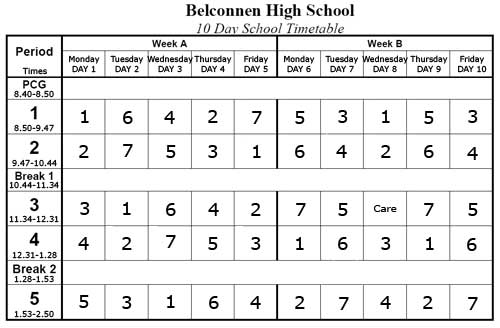 Belconnen High School
10 Day School Timetable
Period Times Week A Week B
Monday DAY 1 Tuesday DAY 2 Wednesday DAY 3 Thursday DAY 4 Friday DAY 5 Monday DAY 6 Tuesday DAY 7 Wednesday DAY 8 Thursday DAY 9 Friday DAY 10
PCG
8.40-8.50
1 8.50-9.47 1 6 4 2 7 5 3 1 5 3
2 9.47-10.44 2 7 5 3 1 6 4 2 6 4
Break 1
10.44-11.34
3 11.34-12.31 3 1 6 4 2 7 5 Care 7 5
4 12.31-1.28 4 2 7 5 3 1 6 3 1 6
Break 2
1.28-1.53
5 1.53-2.50 5 3 1 6 4 2 7 4 2 7